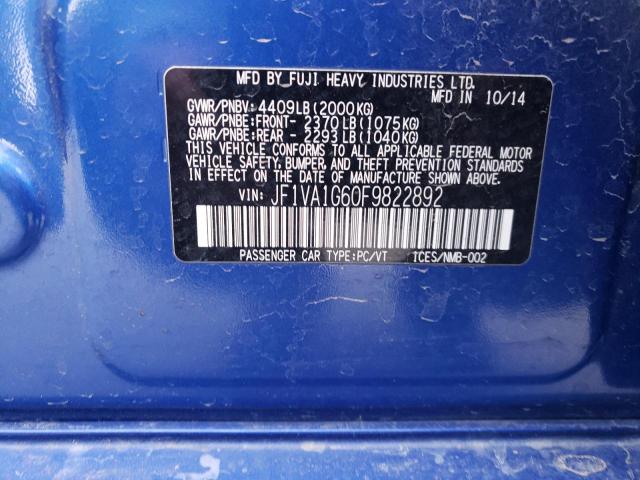 MFD BY FUJI HEAVY INDUSTRIES LTD.
MFD IN 10/14
GVWR/PNBV: 4409LB(2000KG)
GAWR/PNBE:FRONT- 2370LB(1075KG)
GAWR/PNBE:REAR - 2293LB(1040KG)
THIS VEHICLE CONFORMS TO ALL APPLICABLE FEDERAL MOTOR
VEHICLE SAFETY, BUMPER, AND THEFT PREVENTION STANDARDS
IN EFFECT ON THE DATE OF MANUFACTURE SHOWN ABOVE.
VIN: JF1VA1G60F9822892
PASSENGER CAR TYPE:PC/VT TCES/NMB-002